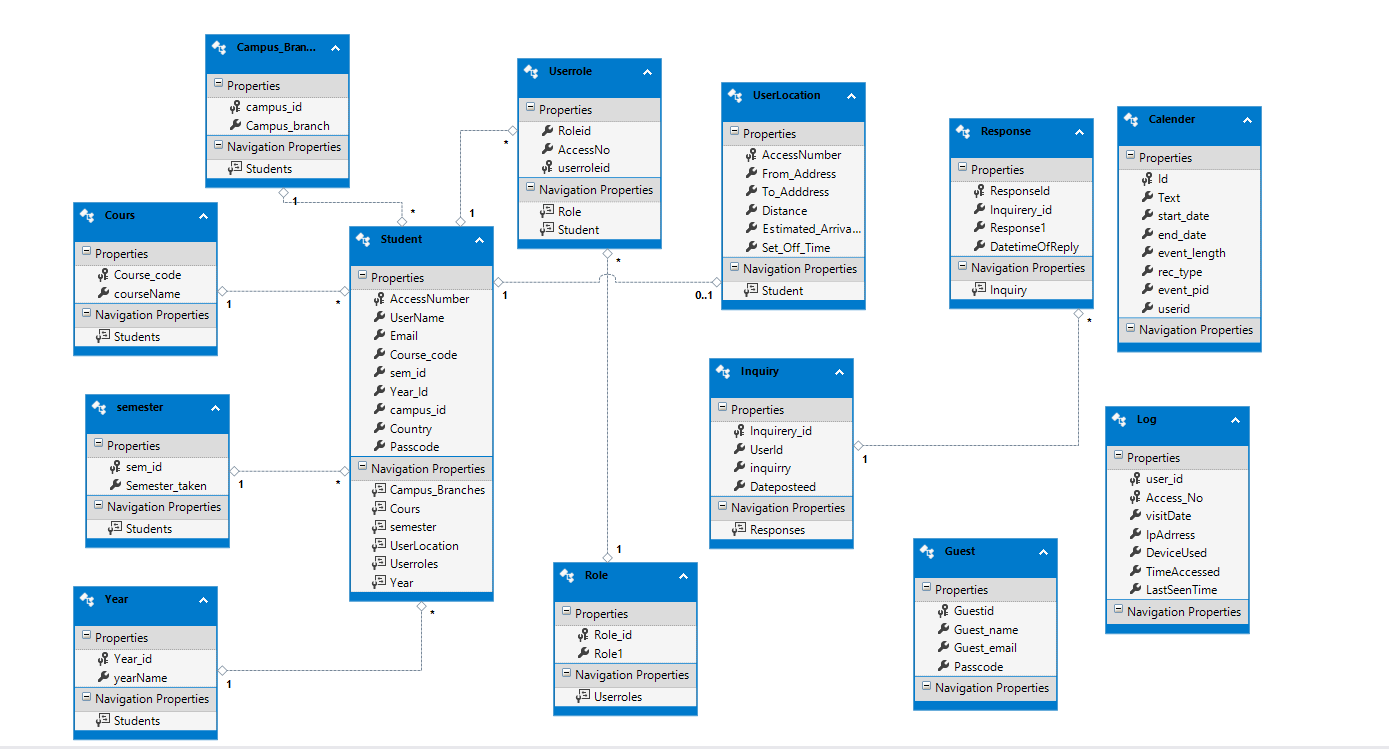 Campus_Bran...
Properties
campus_id
Campus_branch
Navigation Properties
Students
1
*
Userrole
Properties
Roleid
AccessNo
userroleid
Navigation Properties
Role
Student
*
1
*
UserLocation
Properties
AccessNumber
From_Address
To_Adddress
Distance
Estimated_Arriva...
Set_Off_Time
Navigation Properties
Student
1
0..1
Response
Properties
ResponseId
Inquirery_id
Response1
DatetimeOfReply
Navigation Properties
Inquiry
*
Calender
Properties
Id
Text
start_date
end_date
event_length
rec_type
event_pid
userid
Navigation Properties
Cours
Properties
Course_code
courseName
Navigation Properties
Students
1
*
Student
Properties
AccessNumber
UserName
Email
Course_code
sem_id
Year_Id
campus_id
Country
Passcode
Navigation Properties
Campus_Branches
Cours
semester
UserLocation
Userroles
Year
*
semester
Properties
sem_id
Semester_taken
Navigation Properties
Students
1
*
Inquiry
Properties
Inquirery_id
UserId
inquirry
Dateposteed
Navigation Properties
Responses
1
Log
Properties
user_id
Access_No
visitDate
IpAdrress
DeviceUsed
TimeAccessed
LastSeenTime
Navigation Properties
Year
Properties
Year_id
yearName
Navigation Properties
Students
1
1
Role
Properties
Role_id
Role1
Navigation Properties
Userroles
Guest
Properties
Guestid
Guest_name
Guest_email
Passcode
Navigation Properties